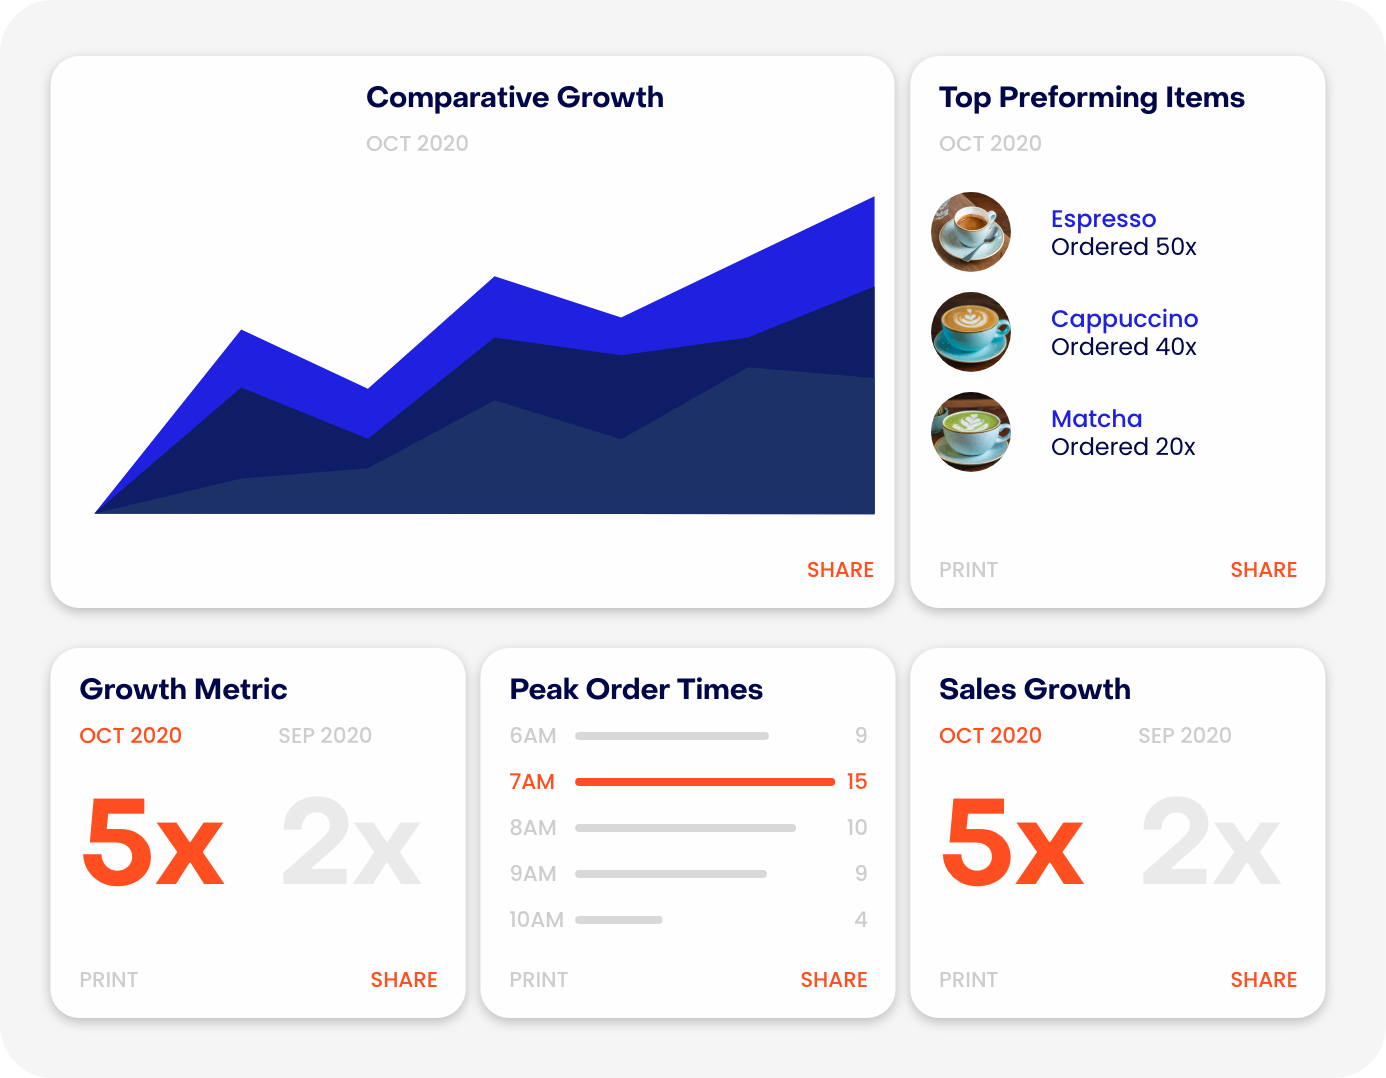 Comparative Growth
OCT 2020
SHARE
Top Preforming Items
OCT 2020
Espresso
Ordered 50x
Cappuccino
Ordered 40x
Matcha
Ordered 20x
PRINT SHARE
Growth Metric
OCT 2020 SEP 2020
5x 2x
PRINT SHARE
Peak Order Times
6AM 9
7AM 15
8AM 10
9AM 9
10AM 4
PRINT SHARE
Sales Growth
OCT 2020 SEP 2020
5x 2x
PRINT SHARE